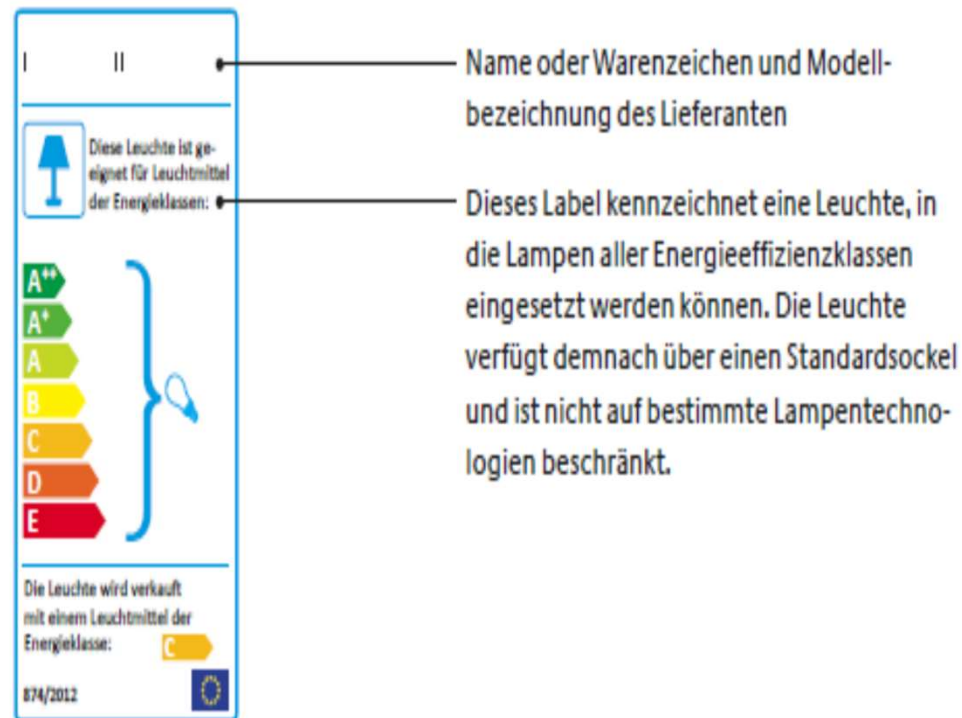 I II
Name oder Warenzeichen und Modell-
bezeichnung des Lieferanten
Diese Leuchte ist ge-
eignet für Leuchtmittel
der Energieklassen:
Dieses Label kennzeichnet eine Leuchte, in
die Lampen aller Energieeffizienzklassen
eingesetzt werden können. Die Leuchte
verfügt demnach über einen Standardsockel
und ist nicht auf bestimmte Lampentechno-
logien beschränkt.
A++
A+
A
B
C
D
E
Die Leuchte wird verkauft
mit einem Leuchtmittel der
Energieklasse: C
874/2012